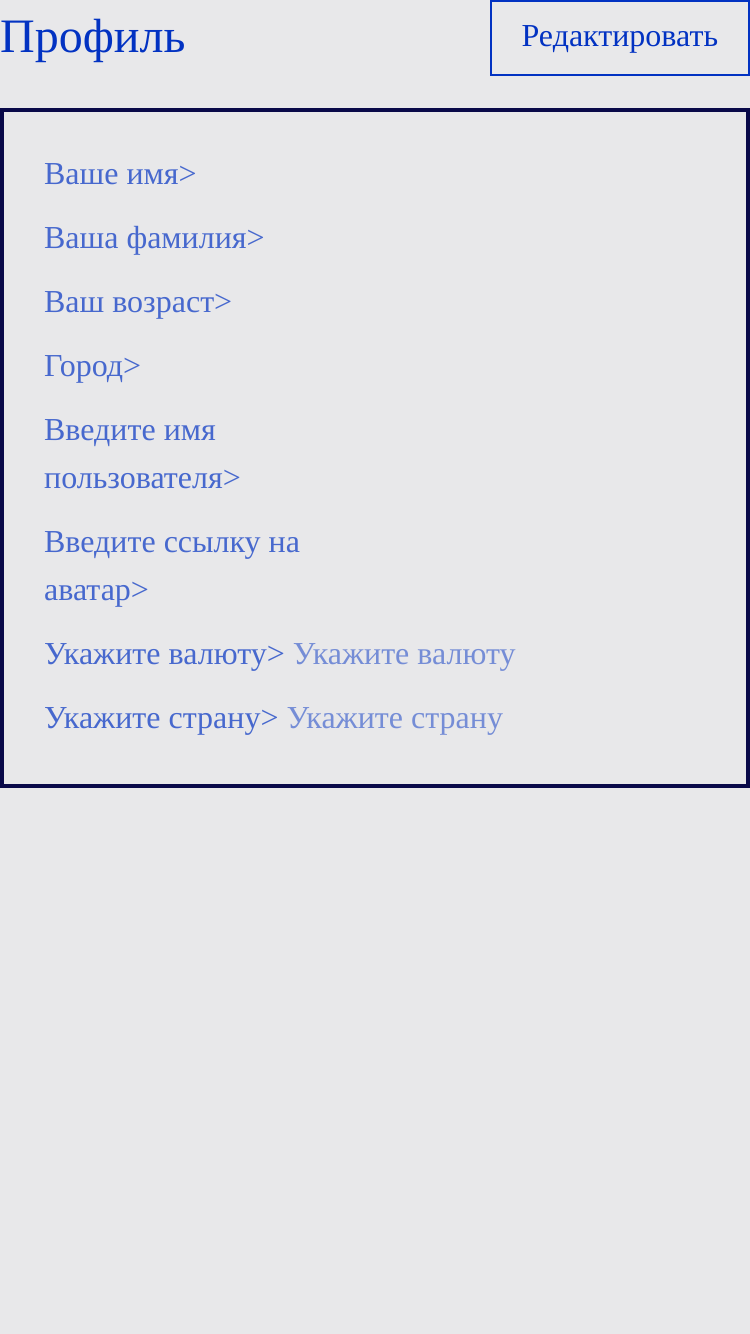 Профиль
Редактировать
Ваше имя>
Ваша фамилия>
Ваш возраст>
Город>
Введите имя
пользователя>
Введите ссылку на
аватар>
Укажите валюту> Укажите валюту
Укажите страну> Укажите страну